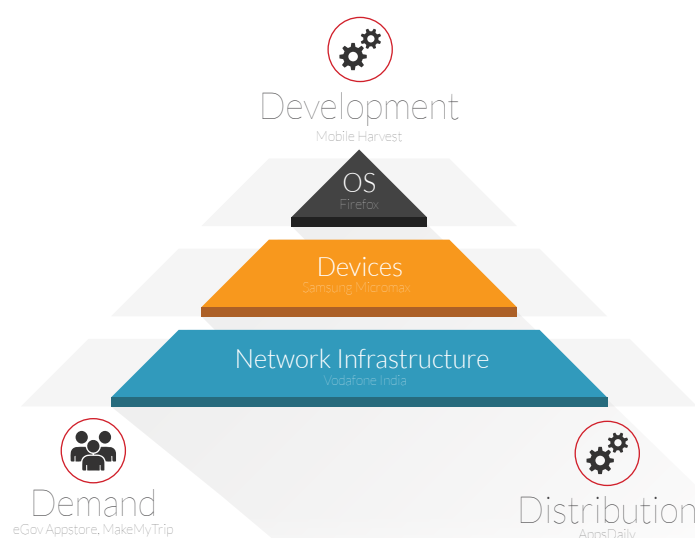 Development
Mobile Harvest
OS
Firefox
Devices
Samsung Micromax
Network Infrastructure
Vodafone India
Demand
eGov Appstore, MakeMyTrip
Distribution
AppsDaily